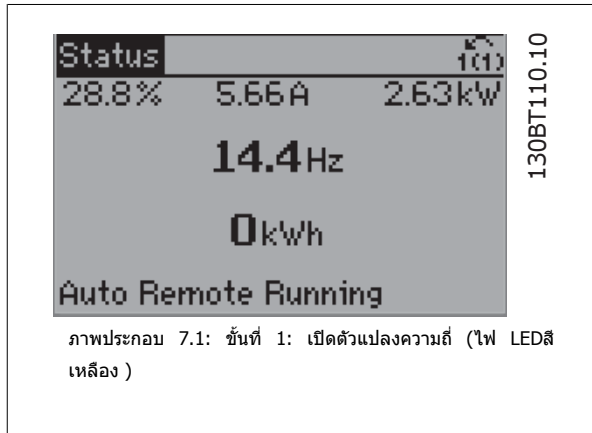 Status 1(1)
28.8% 5.66A 2.63kW
14.4Hz
0kWh
Auto Remote Running
130BT110.10
ภาพประกอบ 7.1: ขั้นที่ 1: เปิดตัวแปลงความถี่ (ไฟ LEDสี
เหลือง )